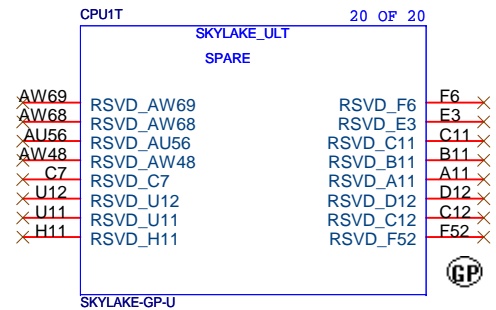 CPU1T 20 OF 20
SKYLAKE_ULT
SPARE
AW69 RSVD_AW69 RSVD_F6 F6
AW68 RSVD_AW68 RSVD_E3 E3
AU56 RSVD_AU56 RSVD_C11 C11
AW48 RSVD_AW48 RSVD_B11 B11
C7 RSVD_C7 RSVD_A11 A11
U12 RSVD_U12 RSVD_D12 D12
U11 RSVD_U11 RSVD_C12 C12
H11 RSVD_H11 RSVD_F52 F52
GP
SKYLAKE-GP-U